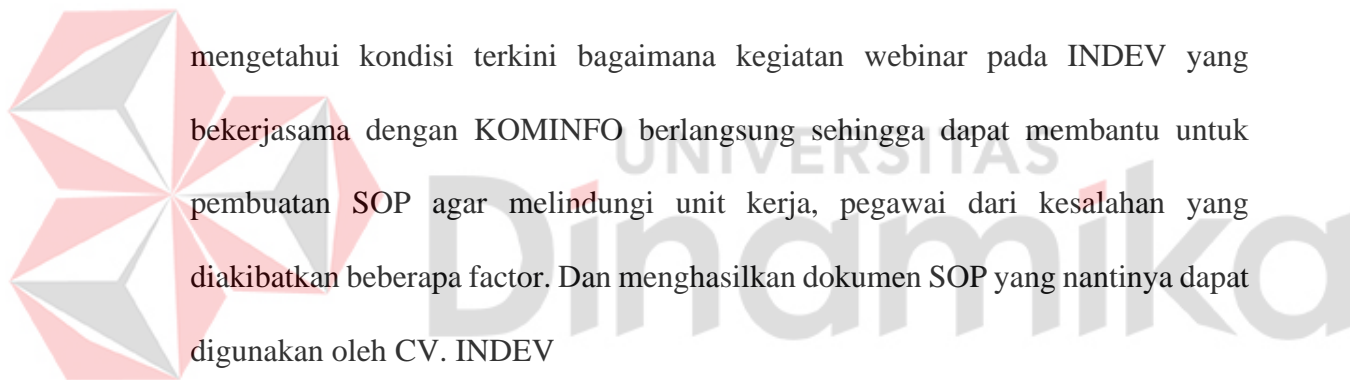 mengetahui kondisi terkini bagaimana kegiatan webinar pada INDEV yang
bekerjasama dengan KOMINFO berlangsung sehingga dapat membantu untuk
UNIVERSITAS
Dinamika
pembuatan SOP agar melindungi unit kerja, pegawai dari kesalahan yang
diakibatkan beberapa factor. Dan menghasilkan dokumen SOP yang nantinya dapat
digunakan oleh CV. INDEV